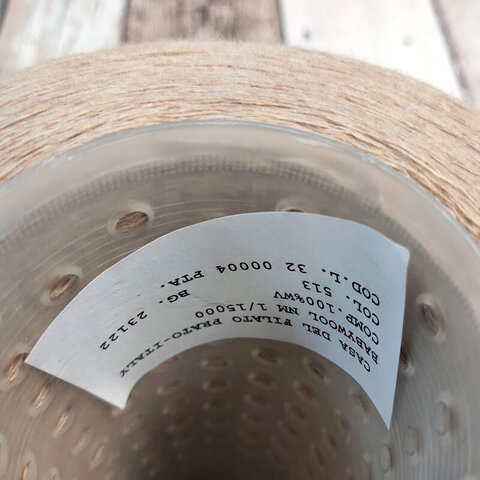 CASA DEL FILATO PRATO-ITALY
BABYWOOL NM 1/15000
COMP. 100%WV BG. 23122
COL. 513
COD.L. 32 00004 PTA.